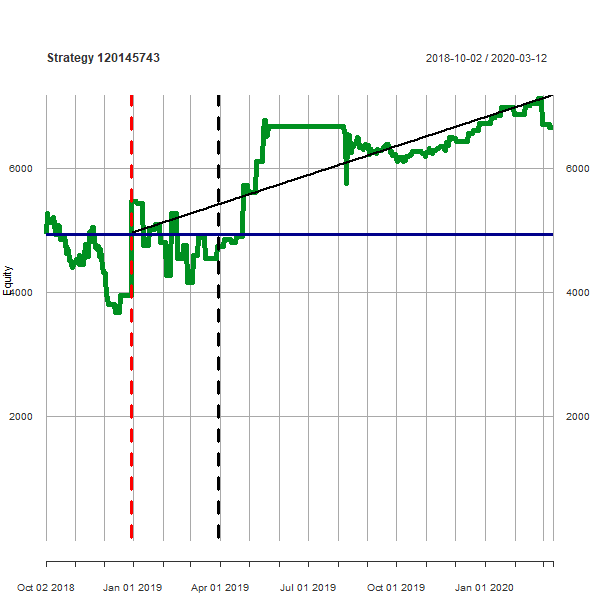 Strategy 120145743
2018-10-02 / 2020-03-12
6000
6000
Equity
4000
4000
2000
2000
Oct 02 2018
Jan 01 2019
Apr 01 2019
Jul 01 2019
Oct 01 2019
Jan 01 2020